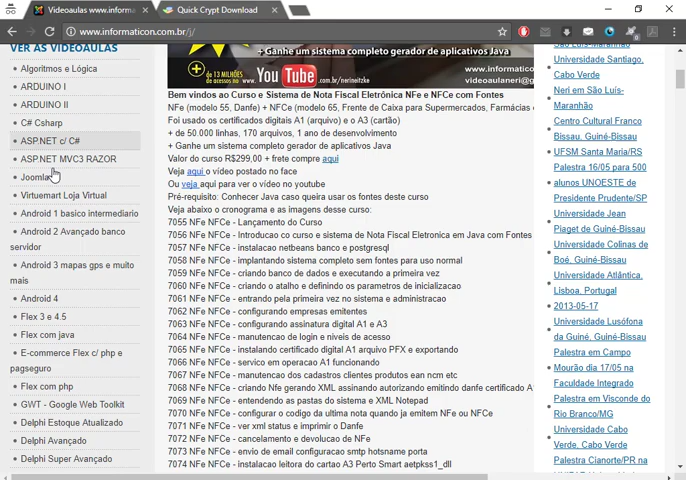 Videoaulas www.informati
Quick Crypt Download
www.informaticon.com.br/j/
VER AS VIDEOAULAS
Algoritmos e Lógica
ARDUINO I
ARDUINO II
C# Csharp
ASP.NET c/ C#
ASP.NET MVC3 RAZOR
Joomla
Virtuemart Loja Virtual
Android 1 basico intermediario
Android 2 Avançado banco
servidor
Android 3 mapas gps e muito
mais
Android 4
Flex 3 e 4.5
Flex com java
E-commerce Flex c/ php e
pagseguro
Flex com php
GWT - Google Web Toolkit
Delphi Estoque Atualizado
Delphi Avançado
Delphi Super Avançado
+ Ganhe um sistema completo gerador de aplicativos Java
+ de 13 MILHÕES
de acessos no
You Tube
.com.br/nerineitzke
www.informatico
videoaulaneri@g
Bem vindos ao Curso e Sistema de Nota Fiscal Eletrônica NFe e NFCe com Fontes
NFe (modelo 55, Danfe) + NFCe (modelo 65, Frente de Caixa para Supermercados, Farmácias
Foi usado os certificados digitais A1 (arquivo) e o A3 (cartão)
+ de 50.000 linhas, 170 arquivos, 1 ano de desenvolvimento
+ Ganhe um sistema completo gerador de aplicativos Java
Valor do curso R$299,00 + frete compre aqui
Veja aqui o vídeo postado no face
Ou veja aqui para ver o vídeo no youtube
Pré-requisito: Conhecer Java caso queira usar os fontes deste curso
Veja abaixo o cronograma e as imagens desse curso:
7055 NFe NFCe - Lançamento do Curso
7056 NFe NFCe - Introducao co curso e sistema de Nota Fiscal Eletronica em Java com Fontes
7057 NFe NFCe - instalacao netbeans banco e postgresql
7058 NFe NFCe - implantando sistema completo sem fontes para uso normal
7059 NFe NFCe - criando banco de dados e executando a primeira vez
7060 NFe NFCe - criando o atalho e definindo os parametros de inicializacao
7061 NFe NFCe - entrando pela primeira vez no sistema e administracao
7062 NFe NFCe - configurando empresas emitentes
7063 NFe NFCe - configurando assinatura digital A1 e A3
7064 NFe NFCe - manutencao de login e niveis de acesso
7065 NFe NFCe - instalando certificado digital A1 arquivo PFX e exportando
7066 NFe NFCe - servico em operacao A1 funcionando
7067 NFe NFCe - manutencao dos cadastros clientes produtos ean ncm etc
7068 NFe NFCe - criando Nfe gerando XML assinando autorizando emitindo danfe certificado A1
7069 NFe NFCe - entendendo as pastas do sistema e XML Notepad
7070 NFe NFCe - configurar o codigo da ultima nota quando ja emitem NFe ou NFCe
7071 NFe NFCe - ver xml status e imprimir o Danfe
7072 NFe NFCe - cancelamento e devolucao de NFe
7073 NFe NFCe - envio de email configuracao smtp hotsname porta
7074 NFe NFCe - instalacao leitora do cartao A3 Perto Smart aetpkss1_dll
São Luís-Maranhão
Universidade Santiago,
Cabo Verde
Neri em São Luís-
Maranhão
Centro Cultural Franco
Bissau, Guiné-Bissau
UFSM Santa Maria/RS
Palestra 16/05 para 500
alunos UNOESTE de
Presidente Prudente/SP
Universidade Jean
Piaget de Guiné-Bissau
Universidade Colinas de
Boé, Guiné-Bissau
Universidade Atlântica,
Lisboa, Portugal
2013-05-17
Universidade Lusófona
da Guiné, Guiné-Bissau
Palestra em Campo
Mourão dia 17/05 na
Faculdade Integrado
Palestra em Visconde do
Rio Branco/MG
Universidade Cabo
Verde, Cabo Verde
Palestra Cianorte/PR na